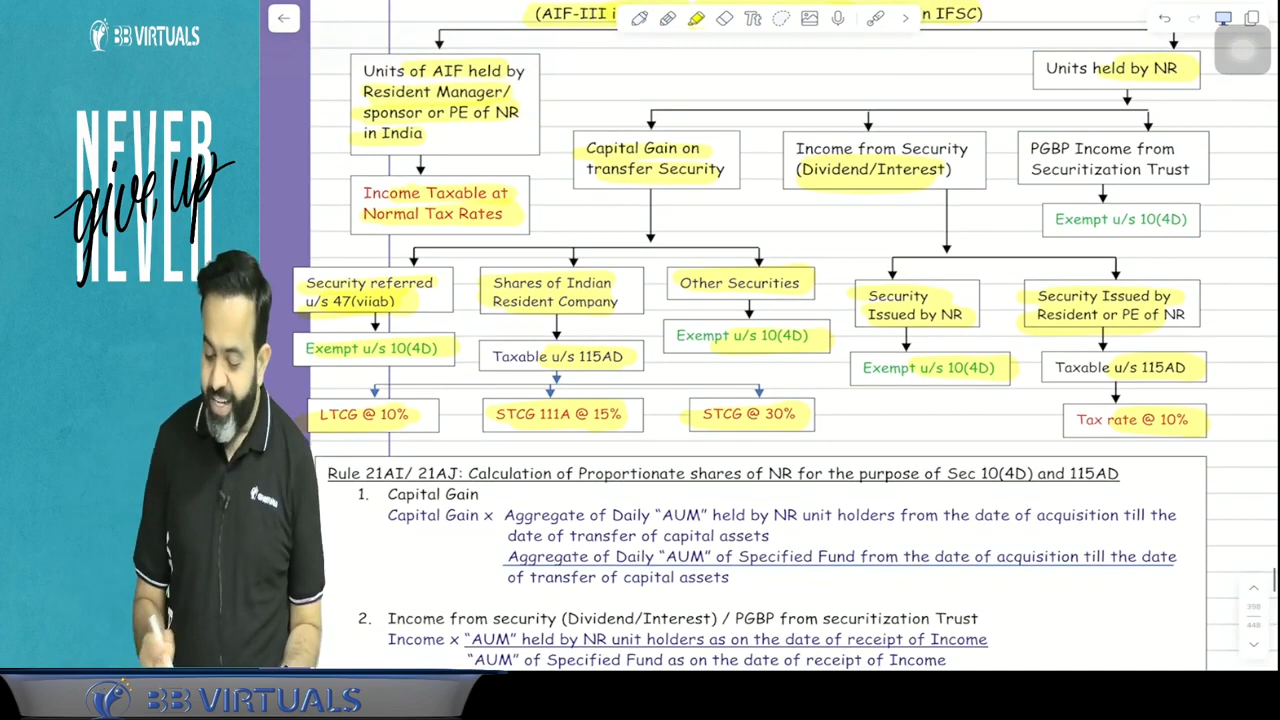 BB VIRTUALS
NEVER
give up
NEVER
(AIF-III i
n IFSC)
Units of AIF held by
Resident Manager/
sponsor or PE of NR
in India
Units held by NR
Capital Gain on
transfer Security
Income from Security
(Dividend/Interest)
PGBP Income from
Securitization Trust
Income Taxable at
Normal Tax Rates
Exempt u/s 10(4D)
Security referred
u/s 47(viiab)
Shares of Indian
Resident Company
Other Securities
Security
Issued by NR
Security Issued by
Resident or PE of NR
Exempt u/s 10(4D)
Taxable u/s 115AD
Exempt u/s 10(4D)
Exempt u/s 10(4D)
Taxable u/s 115AD
LTCG @ 10%
STCG 111A @ 15%
STCG @ 30%
Tax rate @ 10%
Rule 21AI/ 21AJ: Calculation of Proportionate shares of NR for the purpose of Sec 10(4D) and 115AD
1. Capital Gain
Capital Gain x Aggregate of Daily “AUM” held by NR unit holders from the date of acquisition till the
date of transfer of capital assets
Aggregate of Daily “AUM” of Specified Fund from the date of acquisition till the date
of transfer of capital assets
2. Income from security (Dividend/Interest) / PGBP from securitization Trust
Income x “AUM” held by NR unit holders as on the date of receipt of Income
“AUM” of Specified Fund as on the date of receipt of Income
398
448
BB VIRTUALS